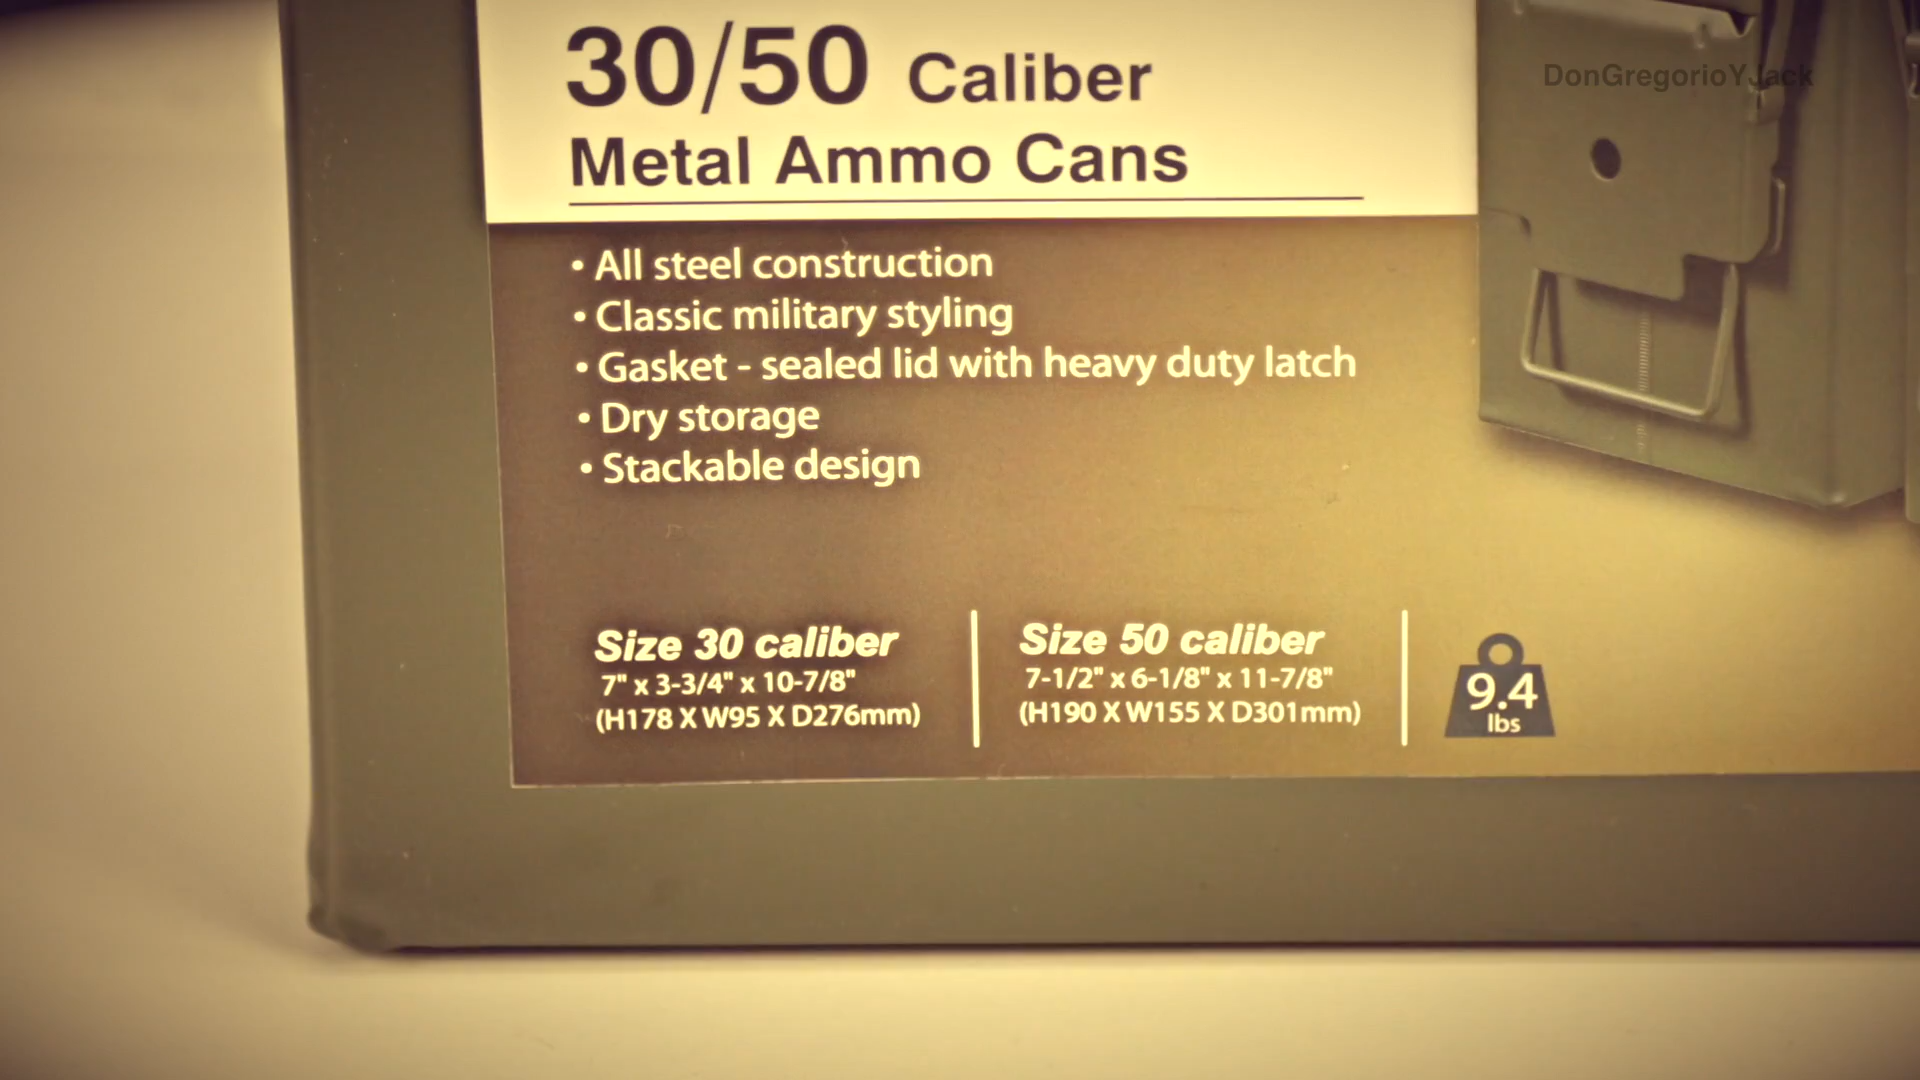 30/50 Caliber
Metal Ammo Cans
DonGregorioYJack
• All steel construction
• Classic military styling
• Gasket - sealed lid with heavy duty latch
• Dry storage
• Stackable design
Size 30 caliber
7" x 3-3/4" x 10-7/8"
(H178 X W95 X D276mm)
Size 50 caliber
7-1/2" x 6-1/8" x 11-7/8"
(H190 X W155 X D301mm)
9.4
lbs